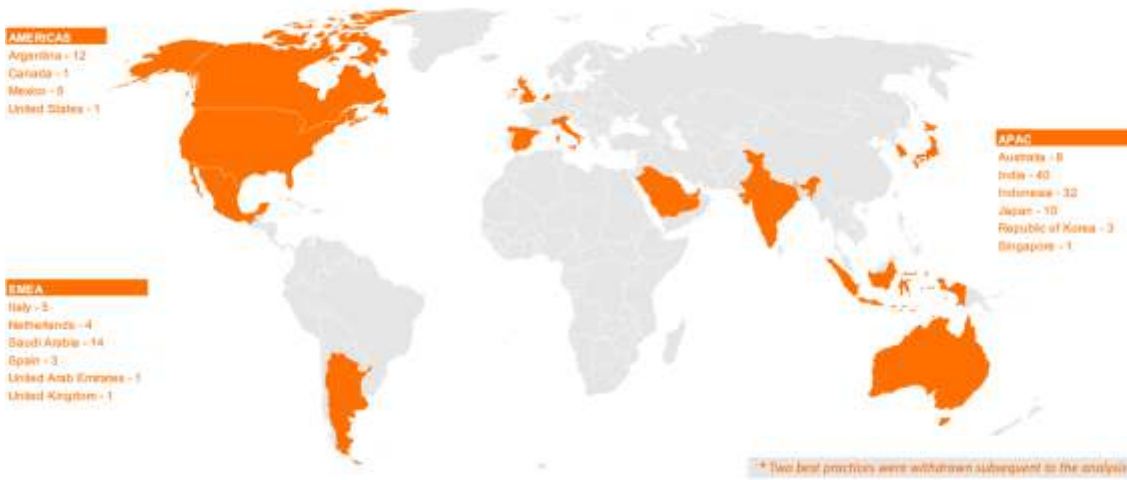 AMERICAS
Argentina - 12
Canada - 1
Mexico -
United States - 1
EMEA
Italy - 5
Netherlands - 4
Saudi Arabia - 14
Spain - 3
United Arab Emirates - 1
United Kingdom - 1
APAC
Australia -
India - 40
Indonesia - 32
Japan - 10
Republic of Korea - 3
Singapore - 1
* Two best practices were withdrawn subsequent to the analysis